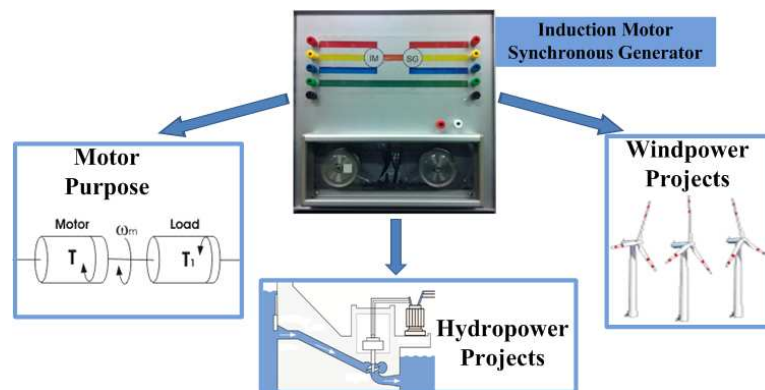 Induction Motor
Synchronous Generator
IM
SG
Motor
Purpose
Motor
ωm
Load
T
T1
Windpower
Projects
Hydropower
Projects